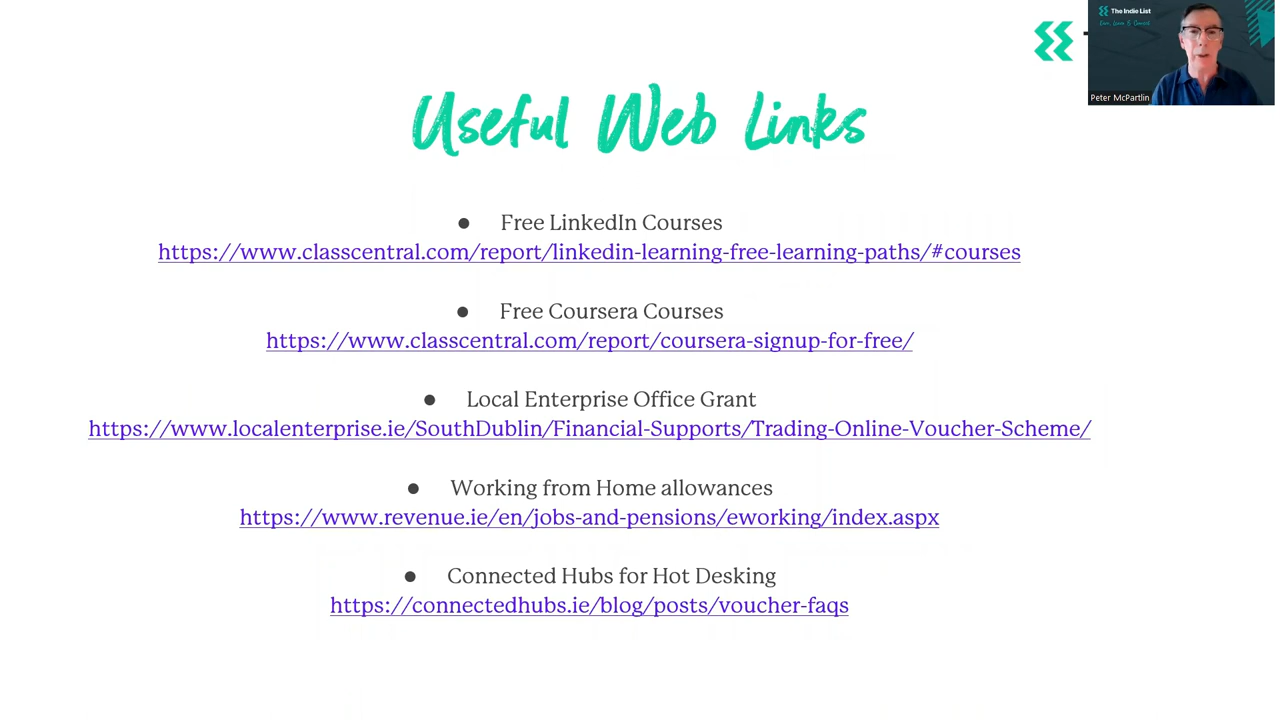 The Indie List
Peter McPartlin
Useful Web Links
● Free LinkedIn Courses
https://www.classcentral.com/report/linkedin-learning-free-learning-paths/#courses
● Free Coursera Courses
https://www.classcentral.com/report/coursera-signup-for-free/
● Local Enterprise Office Grant
https://www.localenterprise.ie/SouthDublin/Financial-Supports/Trading-Online-Voucher-Scheme/
● Working from Home allowances
https://www.revenue.ie/en/jobs-and-pensions/eworking/index.aspx
● Connected Hubs for Hot Desking
https://connectedhubs.ie/blog/posts/voucher-faqs